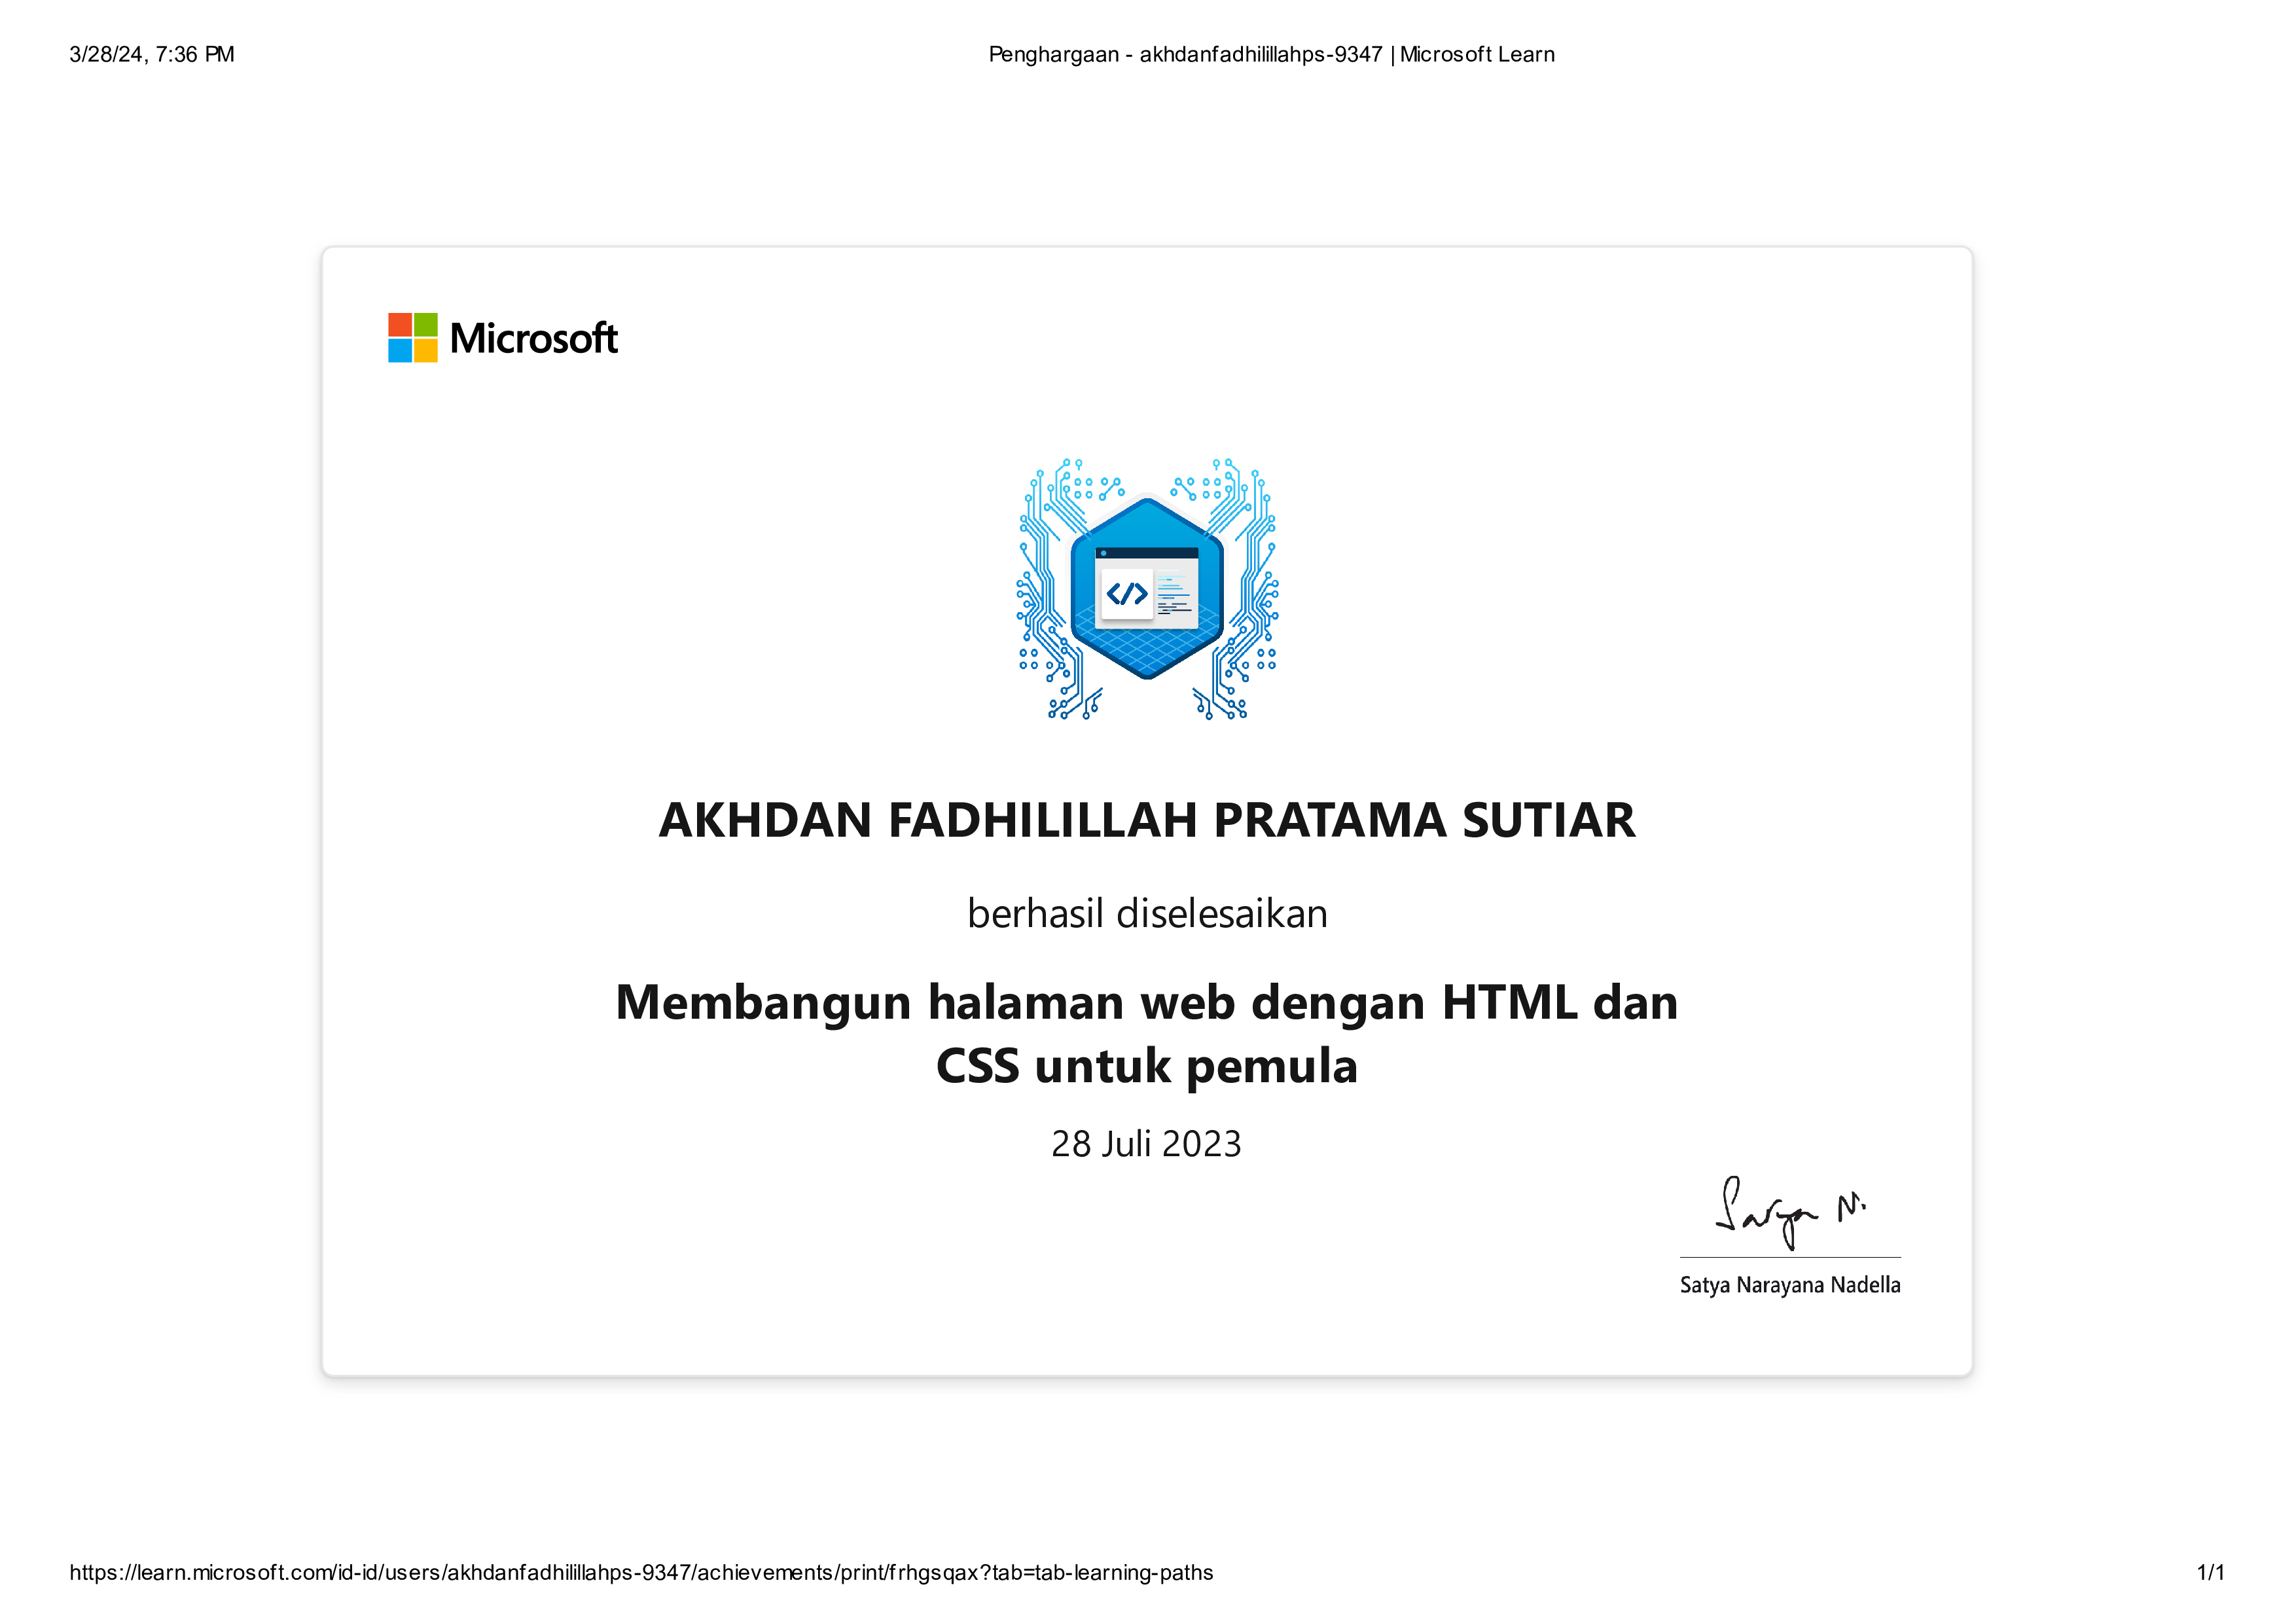 3/28/24, 7:36 PM
Penghargaan - akhdanfadhilillahps-9347 | Microsoft Learn
Microsoft
</>
AKHDAN FADHILILLAH PRATAMA SUTIAR
berhasil diselesaikan
Membangun halaman web dengan HTML dan
CSS untuk pemula
28 Juli 2023
Satya N.
Satya Narayana Nadella
https://learn.microsoft.com/id-id/users/akhdanfadhilillahps-9347/achievements/print/frhgsqax?tab=tab-learning-paths
1/1